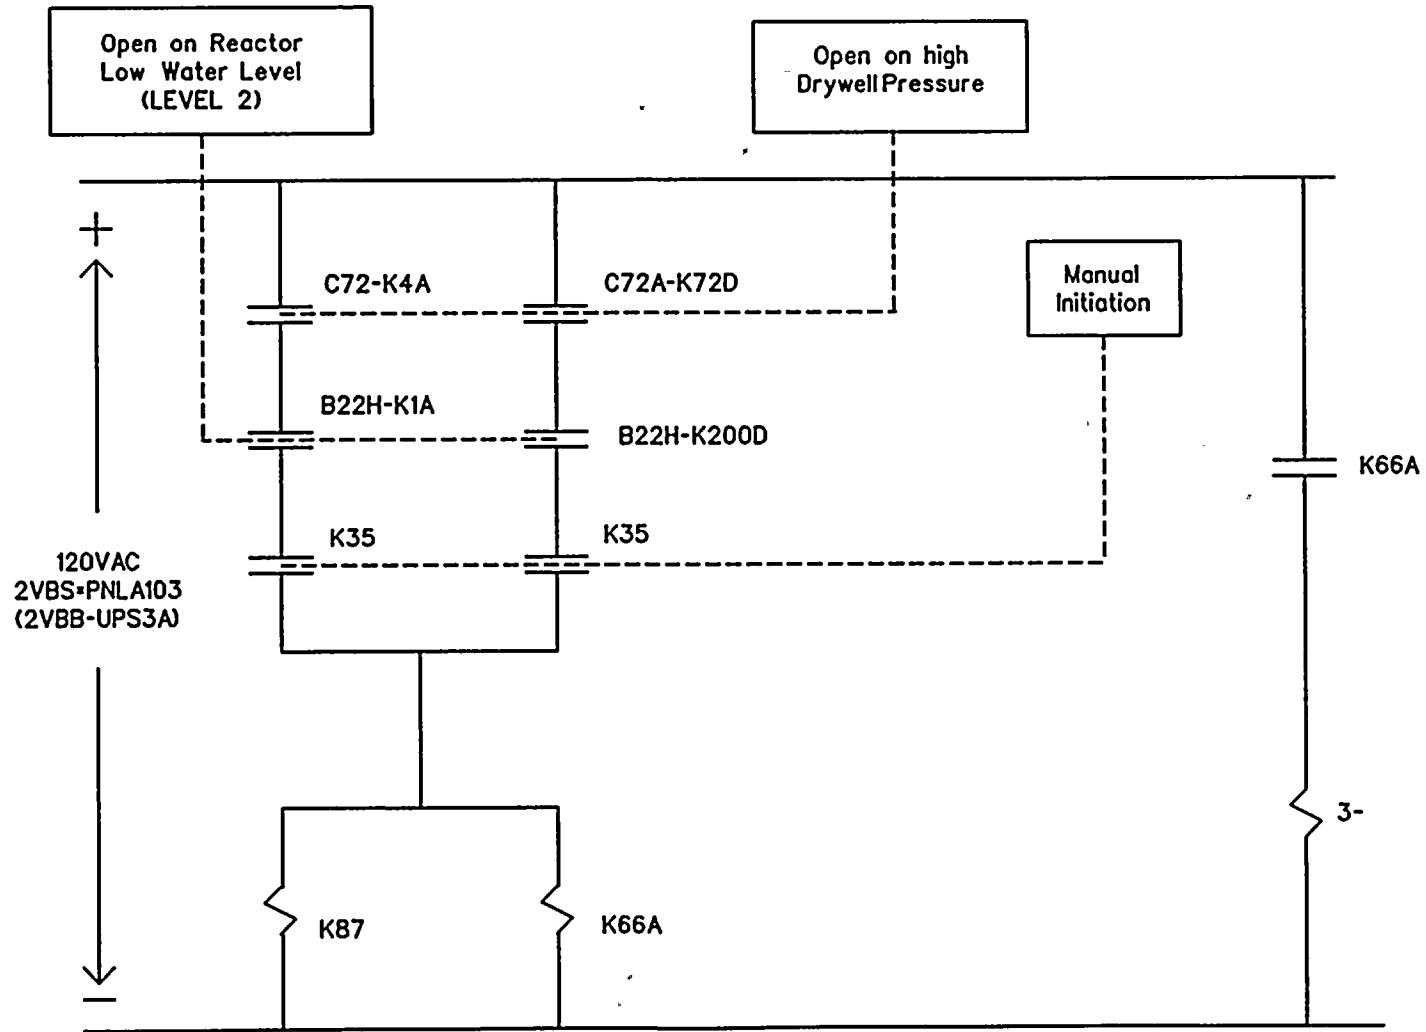 Open on Reactor
Low Water Level
(LEVEL 2)
Open on high
Drywell Pressure
+
C72-K4A
C72A-K72D
Manual
Initiation
B22H-K1A
B22H-K200D
K66A
K35
K35
120VAC
2VBS*PNLA103
(2VBB-UPS3A)
3-
K87
K66A
—